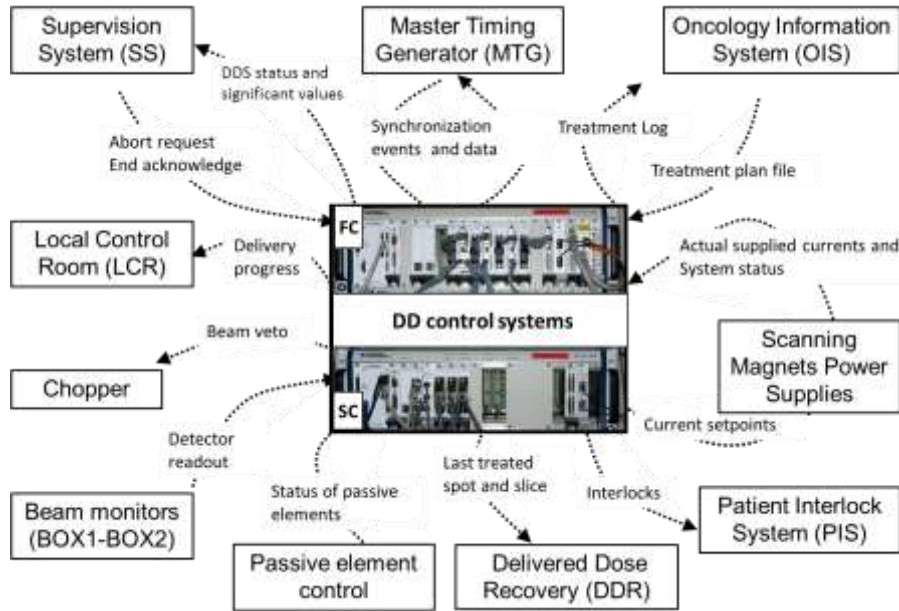 Supervision
System (SS)
Master Timing
Generator (MTG)
Oncology Information
System (OIS)
DDS status and
significant values
Synchronization
events and data
Treatment Log
Abort request
End acknowledge
Treatment plan file
FC
Local Control
Room (LCR)
Delivery
progress
Actual supplied currents and
System status
DD control systems
Beam veto
Chopper
Scanning
Magnets Power
Supplies
SC
Detector
readout
Current setpoints
Last treated
spot and slice
Interlocks
Status of passive
elements
Beam monitors
(BOX1-BOX2)
Patient Interlock
System (PIS)
Passive element
control
Delivered Dose
Recovery (DDR)